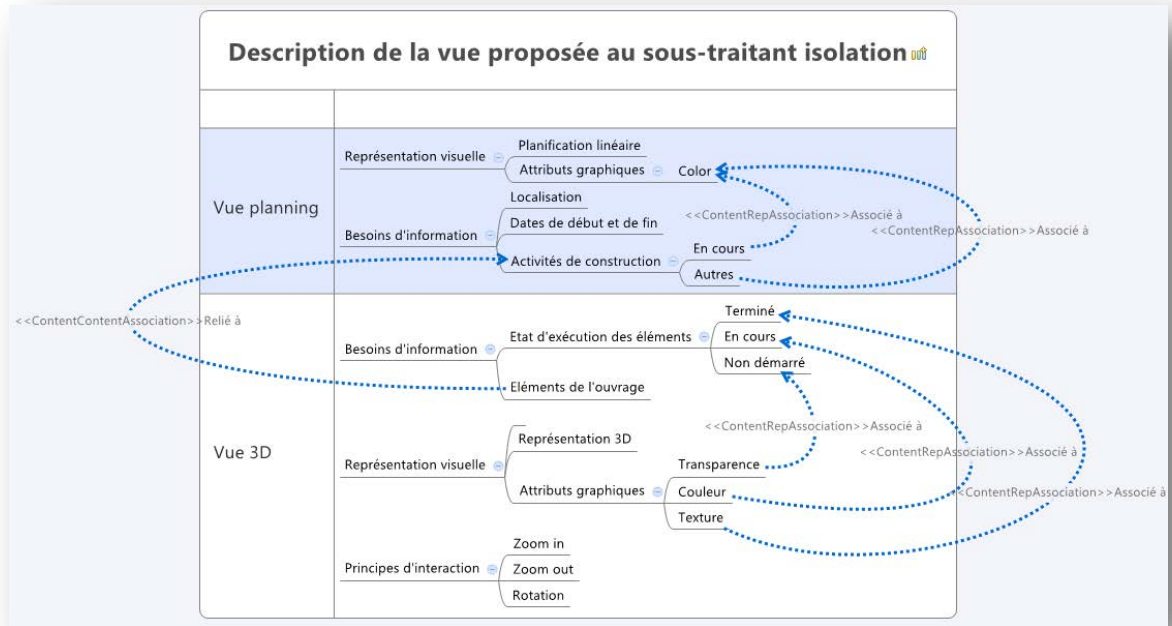 Description de la vue proposée au sous-traitant isolation
Vue planning
Représentation visuelle
Planification linéaire
Attributs graphiques
Color
Besoins d'information
Localisation
Dates de début et de fin
Activités de construction
En cours
Autres
<<ContentRepAssociation>>Associé à
<<ContentRepAssociation>>Associé à
<<ContentContentAssociation>>Relié à
Vue 3D
Besoins d'information
Etat d'exécution des éléments
Terminé
En cours
Non démarré
Eléments de l'ouvrage
Représentation visuelle
Représentation 3D
Attributs graphiques
Transparence
Couleur
Texture
<<ContentRepAssociation>>Associé à
<<ContentRepAssociation>>Associé à
<<ContentRepAssociation>>Associé à
Principes d'interaction
Zoom in
Zoom out
Rotation